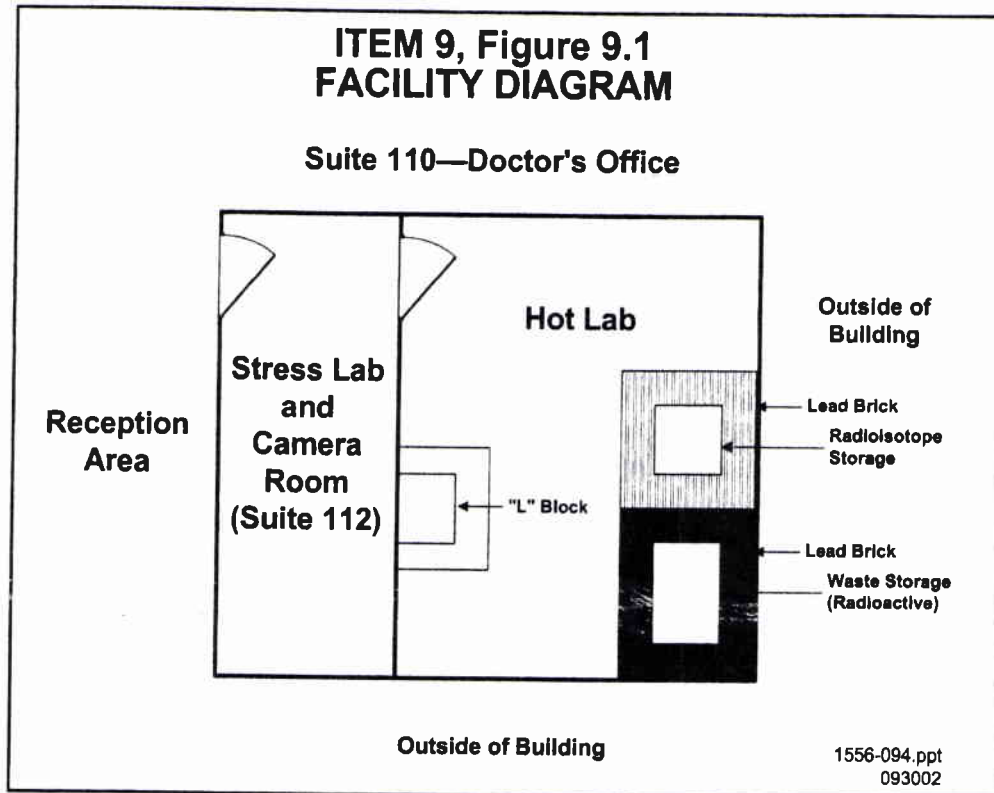 ITEM 9, Figure 9.1
FACILITY DIAGRAM
Suite 110—Doctor's Office
Reception
Area
Stress Lab
and
Camera
Room
(Suite 112)
Hot Lab
"L" Block
Outside of
Building
Lead Brick
Radioisotope
Storage
Lead Brick
Waste Storage
(Radioactive)
Outside of Building
1556-094.ppt
093002